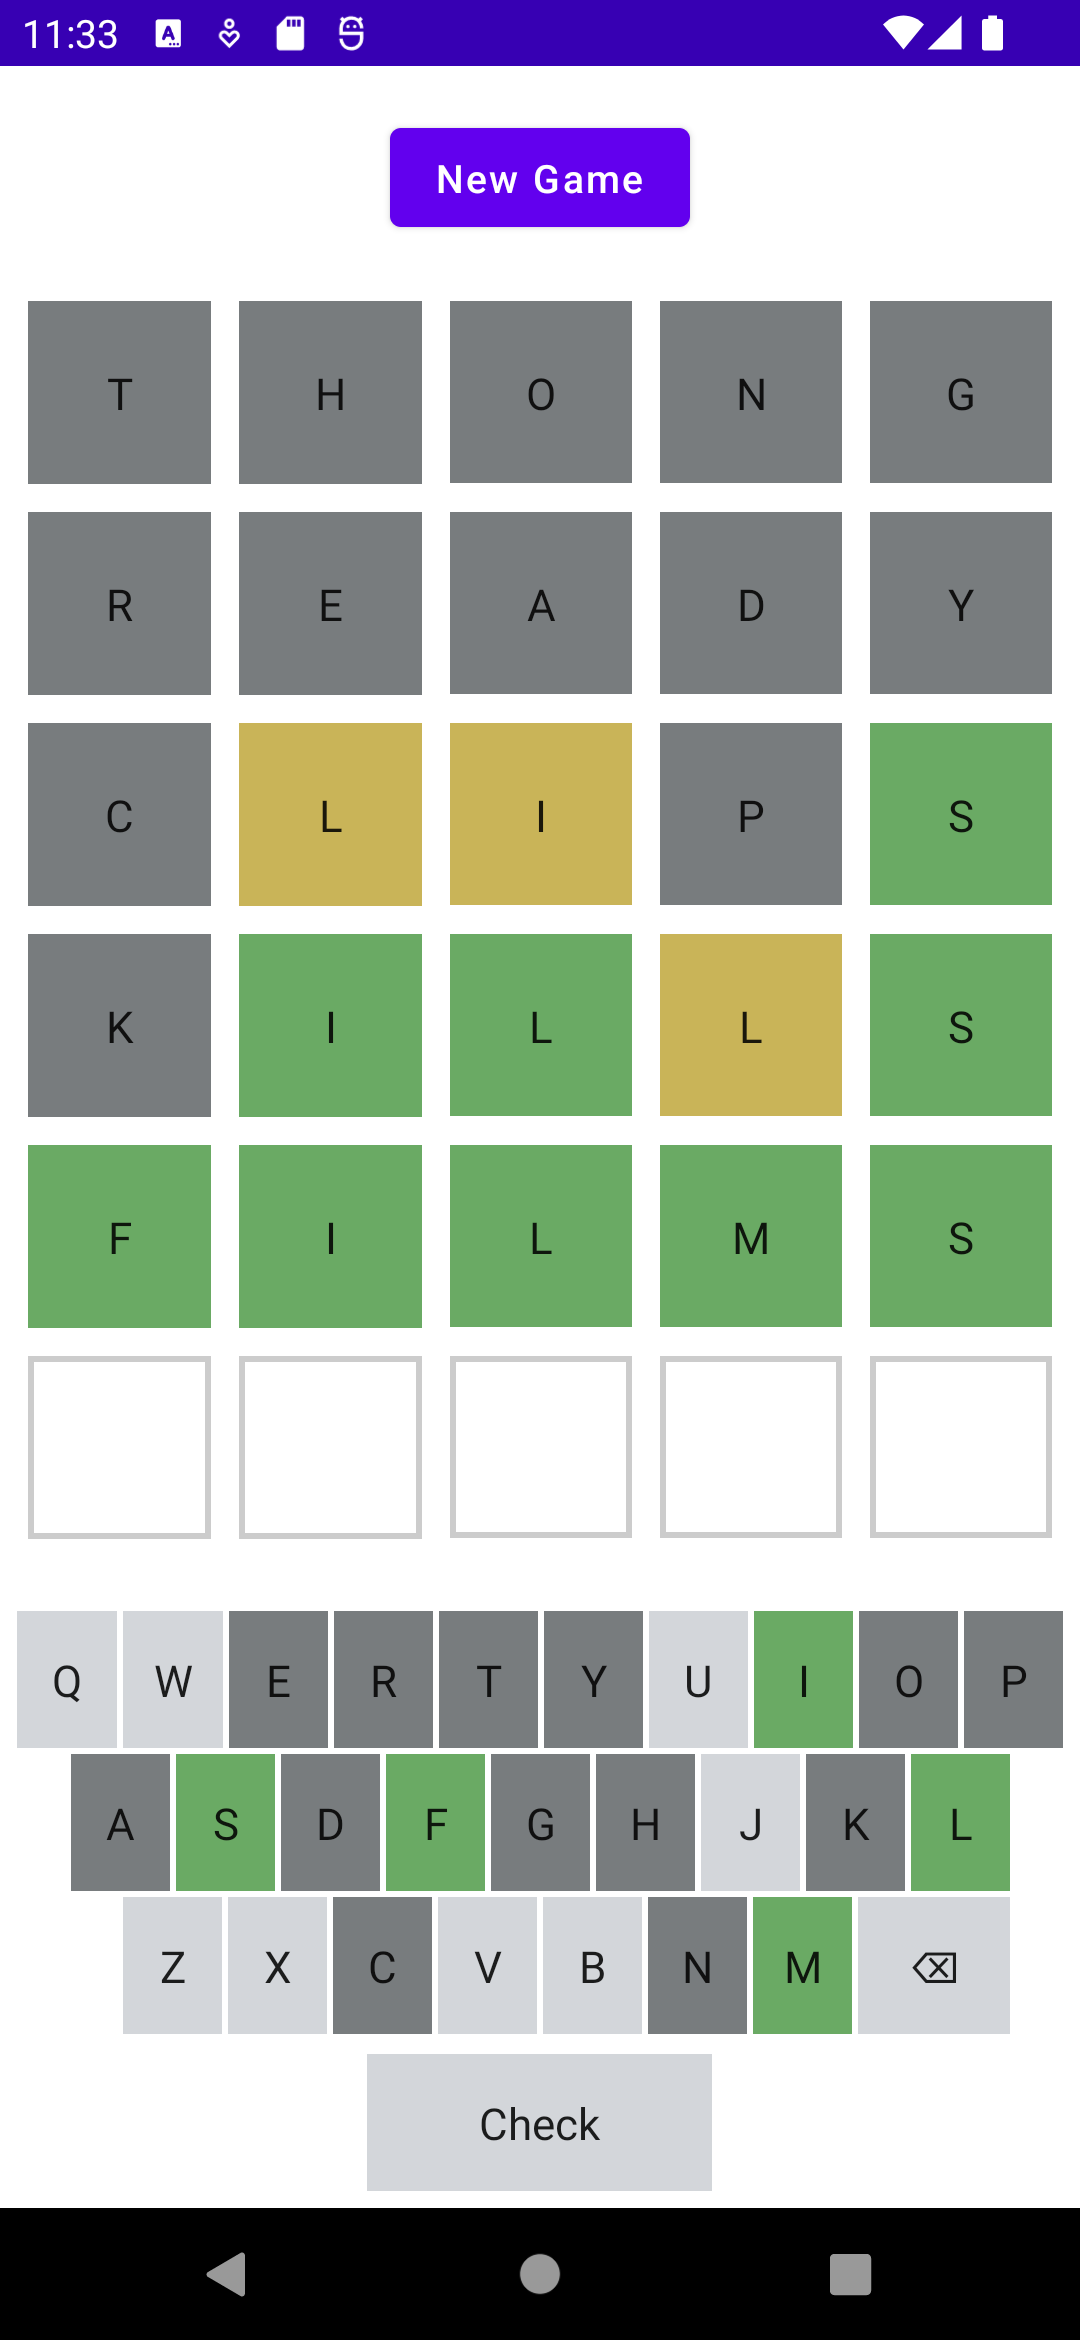 11:33
New Game
T H O N G
R E A D Y
C L I P S
K I L L S
F I L M S
Q W E R T Y U I O P
A S D F G H J K L
Z X C V B N M
Check